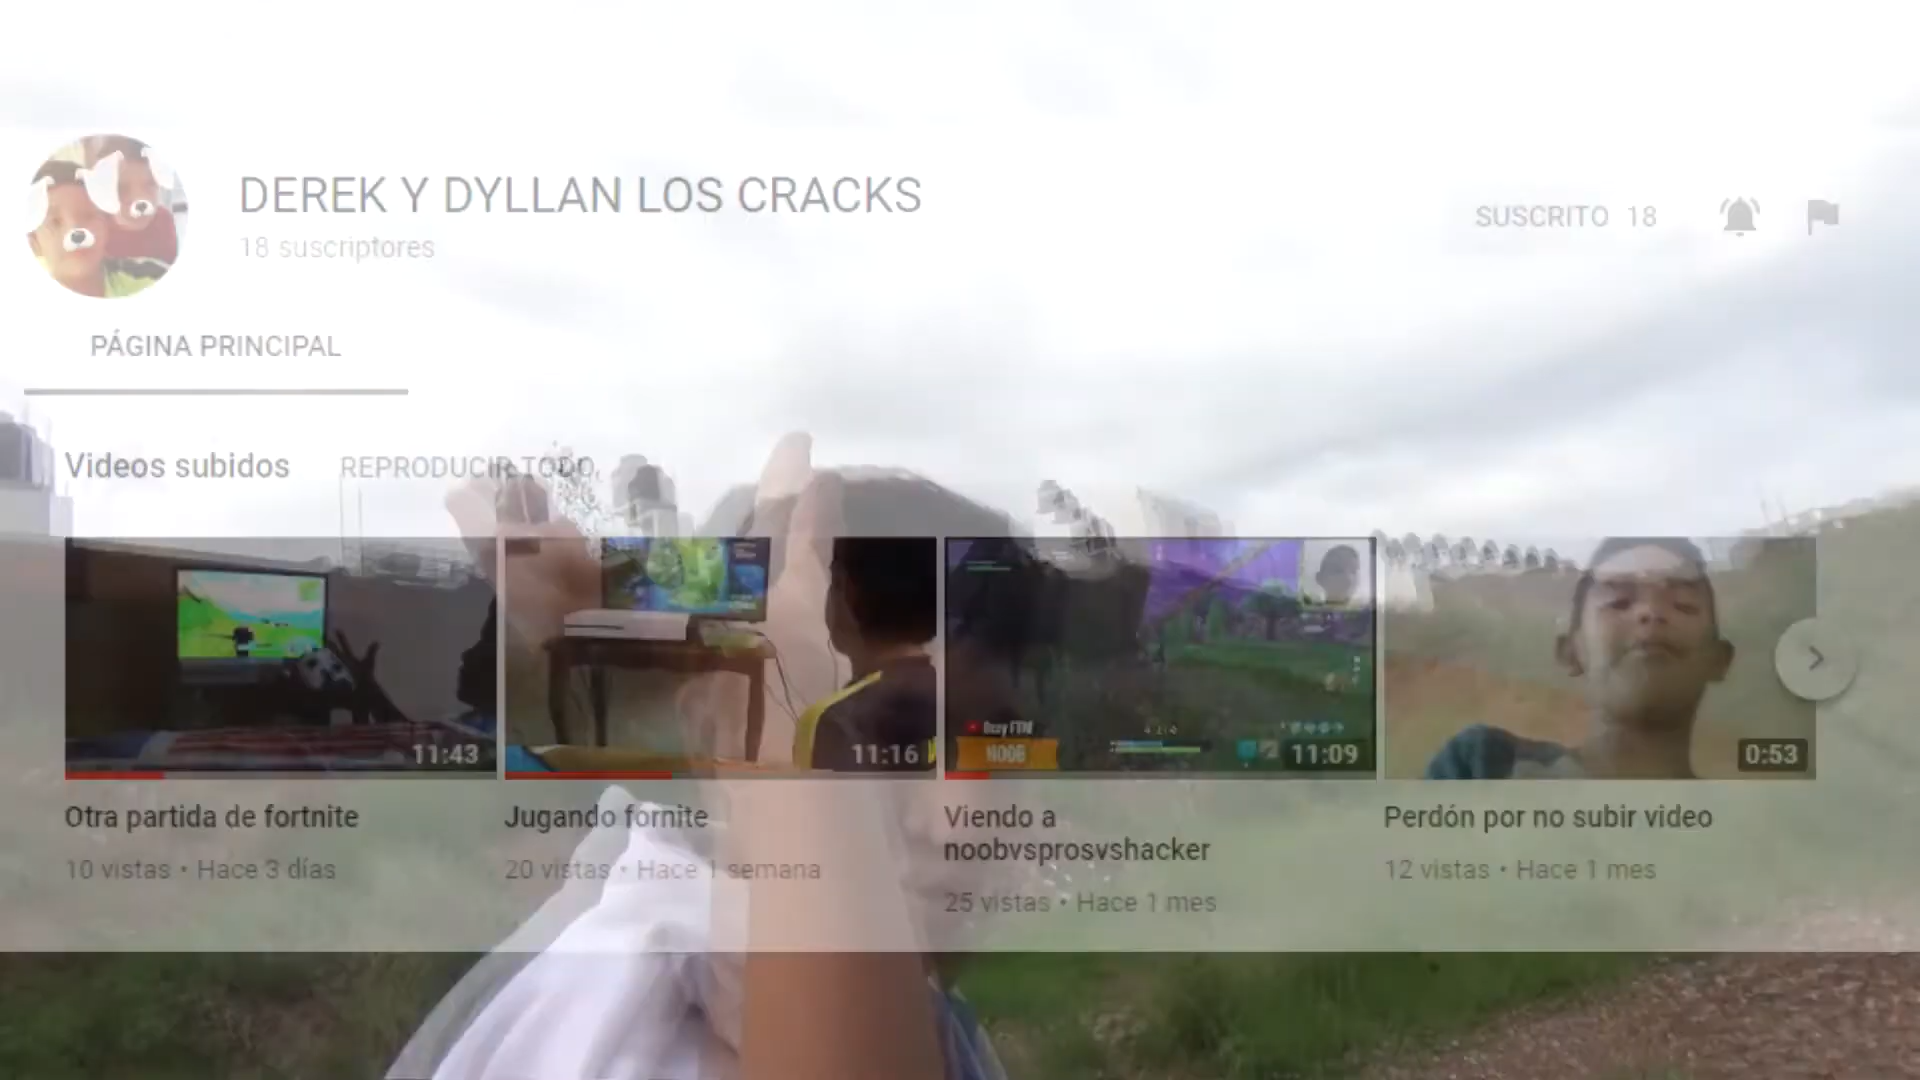 DEREK Y DYLLAN LOS CRACKS
18 suscriptores
SUSCRITO 18
PÁGINA PRINCIPAL
Videos subidos
REPRODUCIR TODO
11:43
11:16
NOOB
11:09
0:53
Otra partida de fortnite
10 vistas • Hace 3 días
Jugando fornite
20 vistas • Hace 1 semana
Viendo a
noobvsprosvshacker
25 vistas • Hace 1 mes
Perdón por no subir video
12 vistas • Hace 1 mes